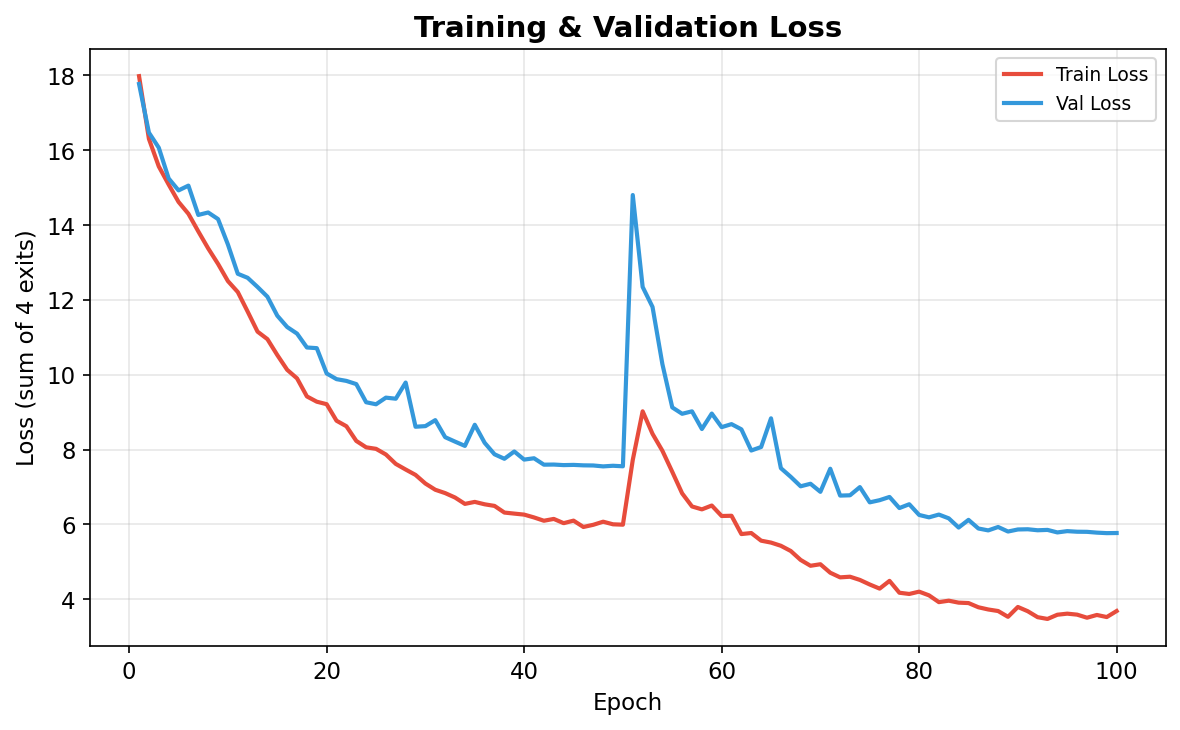 Training & Validation Loss
Train Loss
Val Loss
Loss (sum of 4 exits)
18
16
14
12
10
8
6
4
0 20 40 60 80 100
Epoch